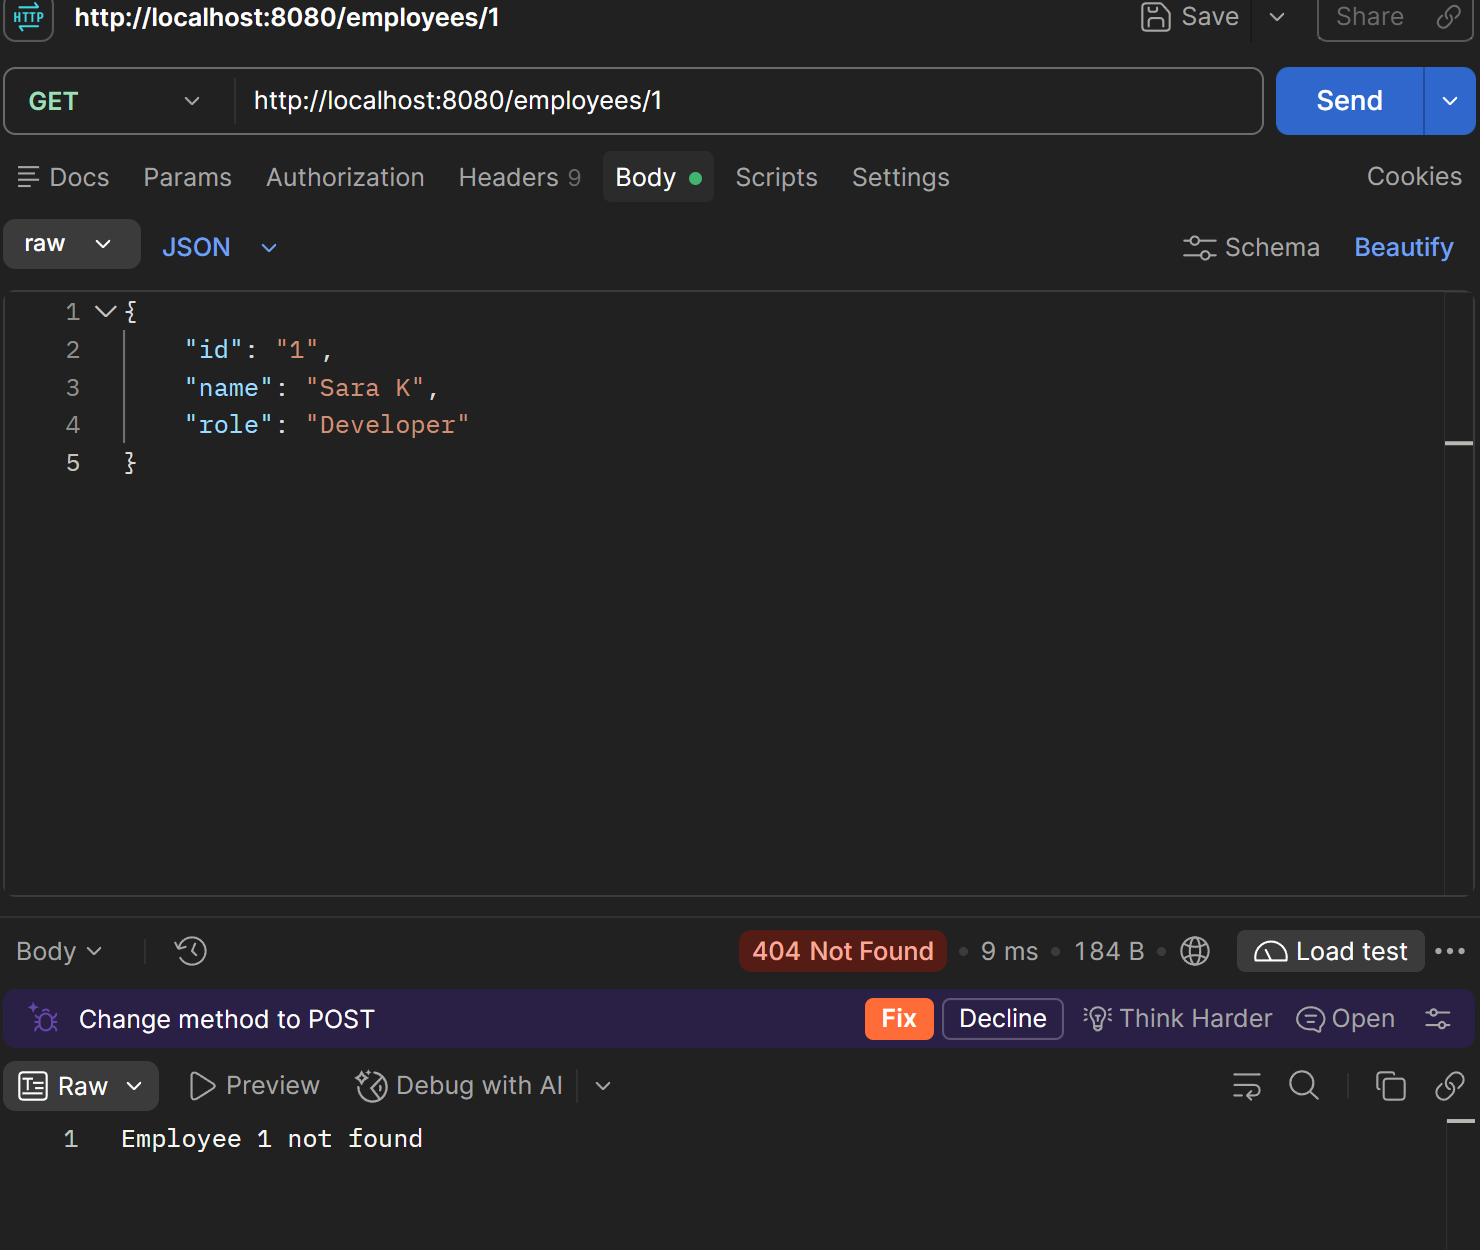 HTTP http://localhost:8080/employees/1 Save Share
GET http://localhost:8080/employees/1 Send
Docs Params Authorization Headers 9 Body Scripts Settings Cookies
raw JSON Schema Beautify
1 {
2 "id": "1",
3 "name": "Sara K",
4 "role": "Developer"
5 }
Body 404 Not Found • 9 ms • 184 B • Load test
Change method to POST Fix Decline Think Harder Open
Raw Preview Debug with AI
1 Employee 1 not found